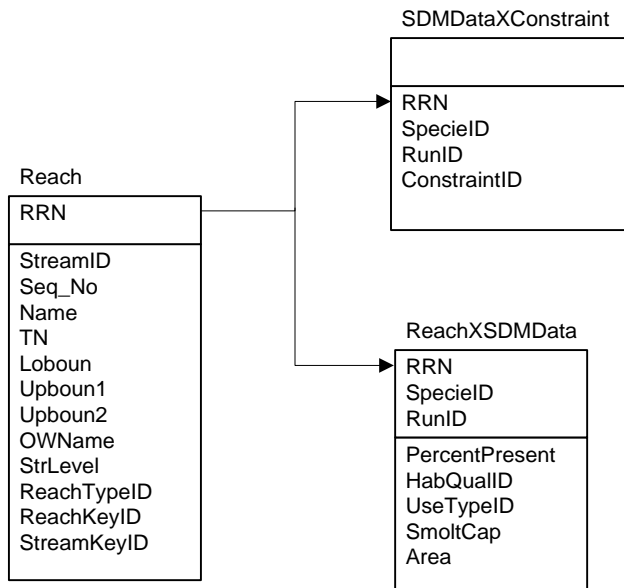 SDMDataXConstraint
RRN
SpecieID
RunID
ConstraintID
Reach
RRN
StreamID
Seq_No
Name
TN
Loboun
Upboun1
Upboun2
OWName
StrLevel
ReachTypeID
ReachKeyID
StreamKeyID
ReachXSDMData
RRN
SpecieID
RunID
PercentPresent
HabQualID
UseTypeID
SmoltCap
Area